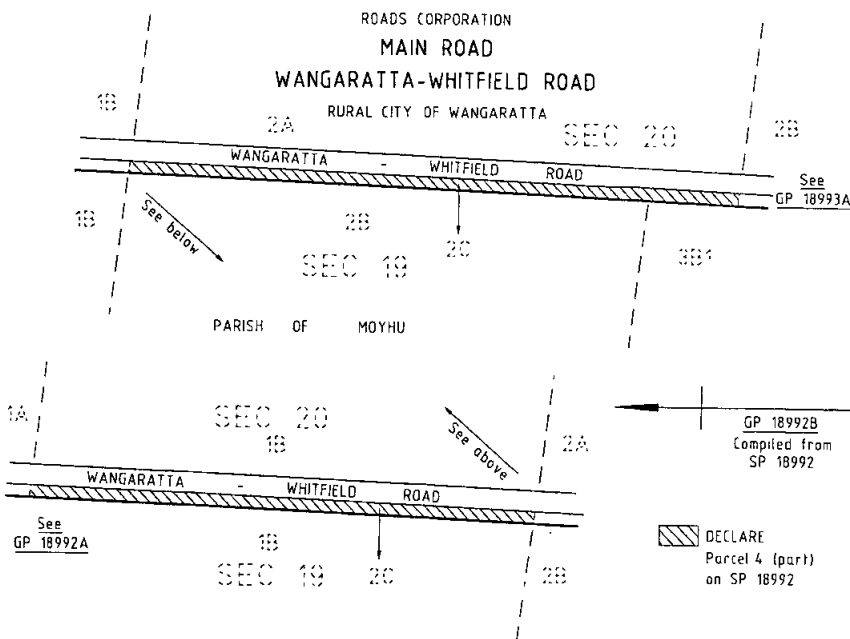 ROADS CORPORATION
MAIN ROAD
WANGARATTA-WHITFIELD ROAD
RURAL CITY OF WANGARATTA
1B
2A
SEC 20
2B
WANGARATTA - WHITFIELD ROAD
See
GP 18993A
1B
See below
2B
2C
SEC 19
3B1
PARISH OF MOYHU
1A
SEC 20
1B
See above
2A
GP 18992B
Compiled from
SP 18992
WANGARATTA - WHITFIELD ROAD
See
GP 18992A
1B
SEC 19
2C
2B
DECLARE
Parcel 4 (part)
on SP 18992